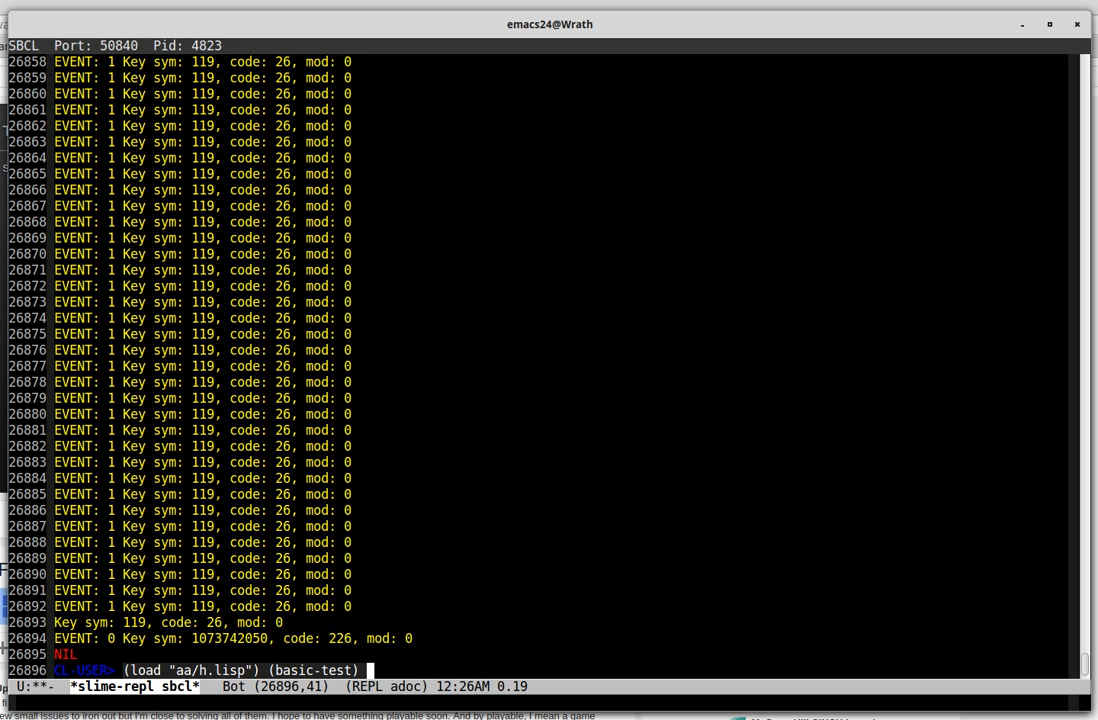 emacs24@Wrath
SBCL  Port: 50840  Pid: 4823
26858 EVENT: 1 Key sym: 119, code: 26, mod: 0
26859 EVENT: 1 Key sym: 119, code: 26, mod: 0
26860 EVENT: 1 Key sym: 119, code: 26, mod: 0
26861 EVENT: 1 Key sym: 119, code: 26, mod: 0
26862 EVENT: 1 Key sym: 119, code: 26, mod: 0
26863 EVENT: 1 Key sym: 119, code: 26, mod: 0
26864 EVENT: 1 Key sym: 119, code: 26, mod: 0
26865 EVENT: 1 Key sym: 119, code: 26, mod: 0
26866 EVENT: 1 Key sym: 119, code: 26, mod: 0
26867 EVENT: 1 Key sym: 119, code: 26, mod: 0
26868 EVENT: 1 Key sym: 119, code: 26, mod: 0
26869 EVENT: 1 Key sym: 119, code: 26, mod: 0
26870 EVENT: 1 Key sym: 119, code: 26, mod: 0
26871 EVENT: 1 Key sym: 119, code: 26, mod: 0
26872 EVENT: 1 Key sym: 119, code: 26, mod: 0
26873 EVENT: 1 Key sym: 119, code: 26, mod: 0
26874 EVENT: 1 Key sym: 119, code: 26, mod: 0
26875 EVENT: 1 Key sym: 119, code: 26, mod: 0
26876 EVENT: 1 Key sym: 119, code: 26, mod: 0
26877 EVENT: 1 Key sym: 119, code: 26, mod: 0
26878 EVENT: 1 Key sym: 119, code: 26, mod: 0
26879 EVENT: 1 Key sym: 119, code: 26, mod: 0
26880 EVENT: 1 Key sym: 119, code: 26, mod: 0
26881 EVENT: 1 Key sym: 119, code: 26, mod: 0
26882 EVENT: 1 Key sym: 119, code: 26, mod: 0
26883 EVENT: 1 Key sym: 119, code: 26, mod: 0
26884 EVENT: 1 Key sym: 119, code: 26, mod: 0
26885 EVENT: 1 Key sym: 119, code: 26, mod: 0
26886 EVENT: 1 Key sym: 119, code: 26, mod: 0
26887 EVENT: 1 Key sym: 119, code: 26, mod: 0
26888 EVENT: 1 Key sym: 119, code: 26, mod: 0
26889 EVENT: 1 Key sym: 119, code: 26, mod: 0
26890 EVENT: 1 Key sym: 119, code: 26, mod: 0
26891 EVENT: 1 Key sym: 119, code: 26, mod: 0
26892 EVENT: 1 Key sym: 119, code: 26, mod: 0
26893 Key sym: 119, code: 26, mod: 0
26894 EVENT: 0 Key sym: 1073742050, code: 226, mod: 0
26895 NIL
26896 CL-USER> (load "aa/h.lisp") (basic-test)
U:**-  *slime-repl sbcl*   Bot (26896,41)  (REPL adoc) 12:26AM 0.19
ew small issues to iron out but I'm close to solving all of them. I hope to have something playable soon. And by playable, I mean a game